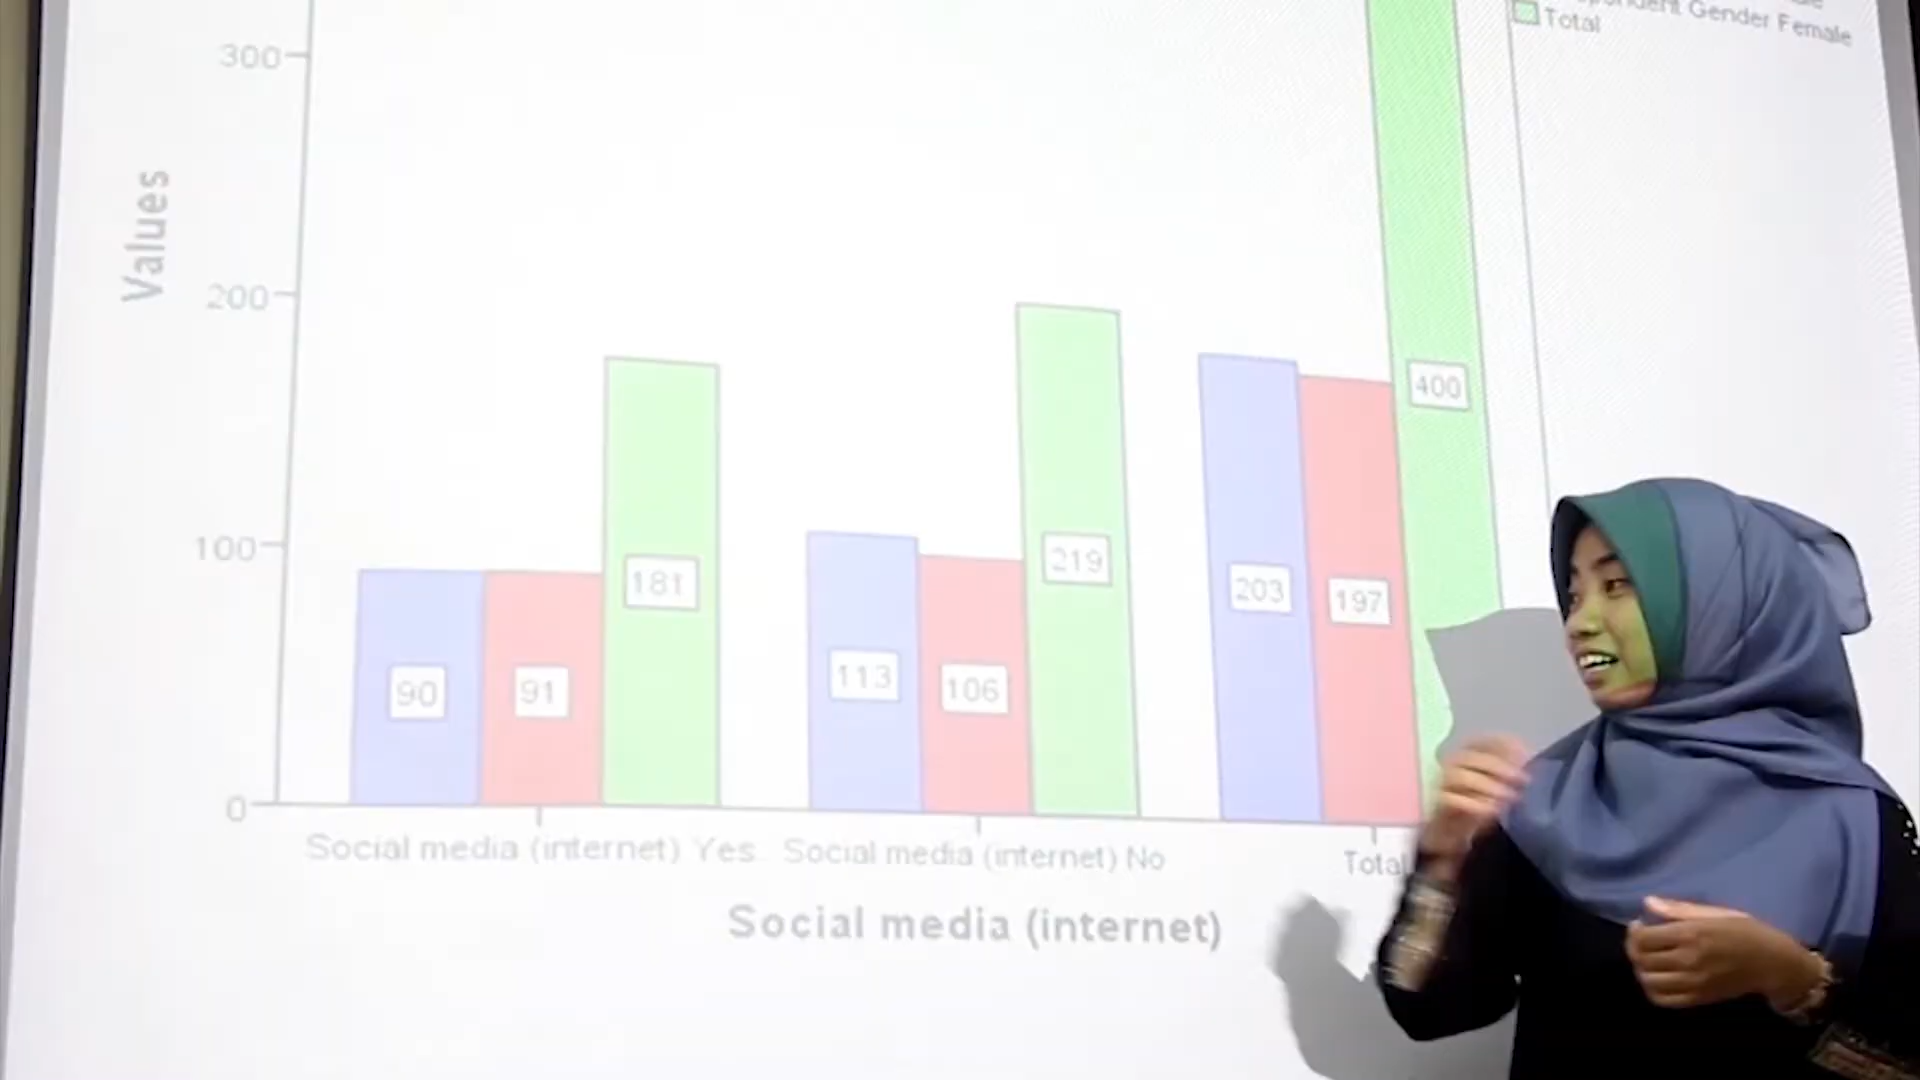 Gender Female
Total
300
Values
200
400
219
181
203
197
100
113
106
90
91
0
Social media (internet) Yes
Social media (internet) No
Total
Social media (internet)